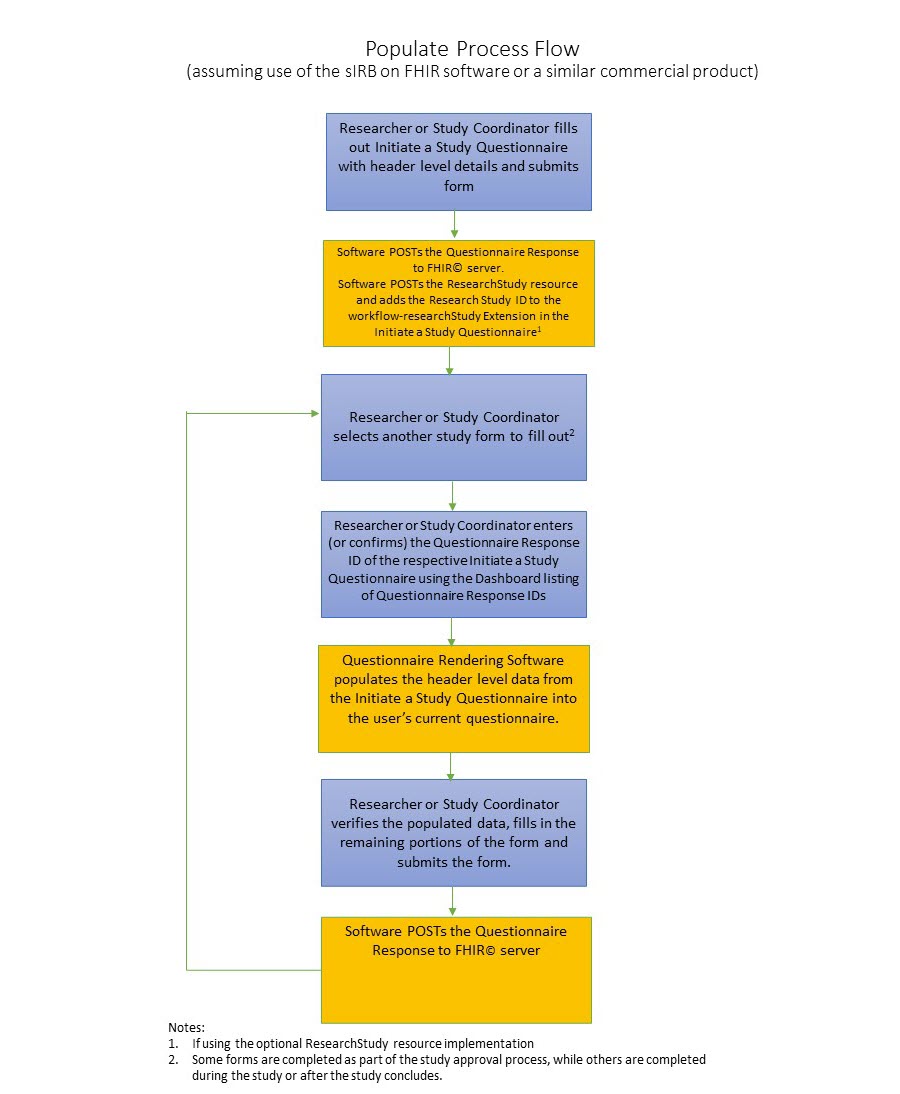 Populate Process Flow
(assuming use of the sIRB on FHIR software or a similar commercial product)
Researcher or Study Coordinator fills
out Initiate a Study Questionnaire
with header level details and submits
form
Software POSTs the Questionnaire Response
to FHIR© server.
Software POSTs the ResearchStudy resource
and adds the Research Study ID to the
workflow-researchStudy Extension in the
Initiate a Study Questionnaire¹
Researcher or Study Coordinator
selects another study form to fill out²
Researcher or Study Coordinator enters
(or confirms) the Questionnaire Response
ID of the respective Initiate a Study
Questionnaire using the Dashboard listing
of Questionnaire Response IDs
Questionnaire Rendering Software
populates the header level data from
the Initiate a Study Questionnaire into
the user’s current questionnaire.
Researcher or Study Coordinator
verifies the populated data, fills in the
remaining portions of the form and
submits the form.
Software POSTs the Questionnaire
Response to FHIR© server
Notes:
1. If using the optional ResearchStudy resource implementation
2. Some forms are completed as part of the study approval process, while others are completed
during the study or after the study concludes.